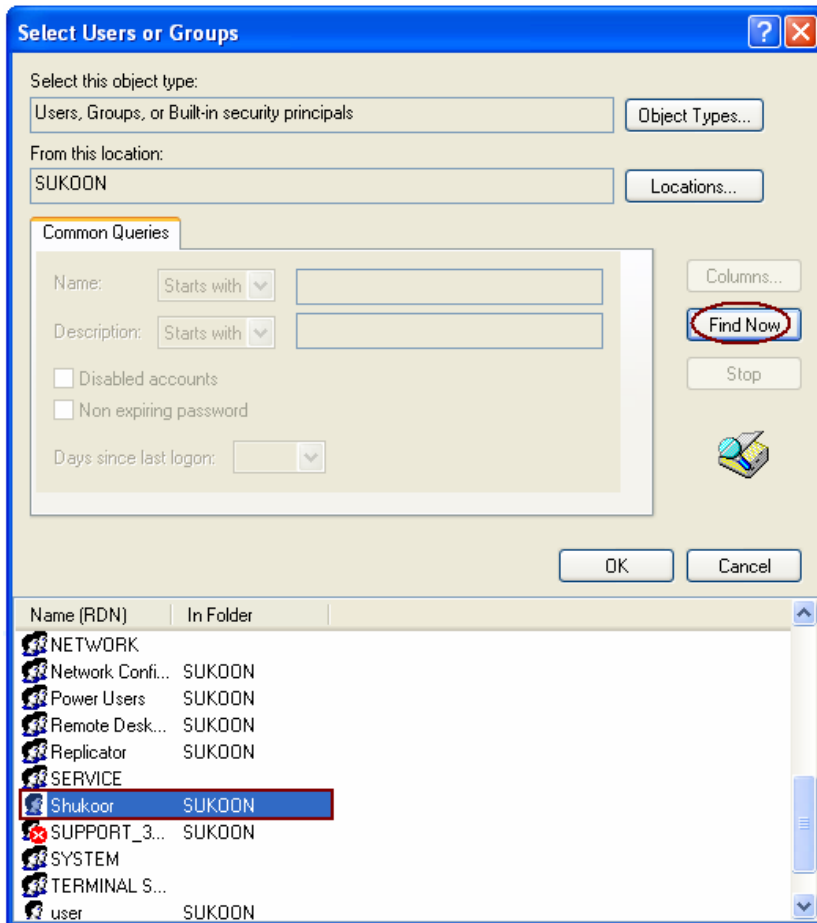 Select Users or Groups
Select this object type:
Users, Groups, or Built-in security principals
Object Types...
From this location:
SUKOON
Locations...
Common Queries
Name: Starts with
Columns...
Description: Starts with
Find Now
Disabled accounts
Stop
Non expiring password
Days since last logon:
OK Cancel
Name (RDN) In Folder
NETWORK
Network Confi... SUKOON
Power Users SUKOON
Remote Desk... SUKOON
Replicator SUKOON
SERVICE
Shukoor SUKOON
SUPPORT_3... SUKOON
SYSTEM
TERMINAL S...
user SUKOON